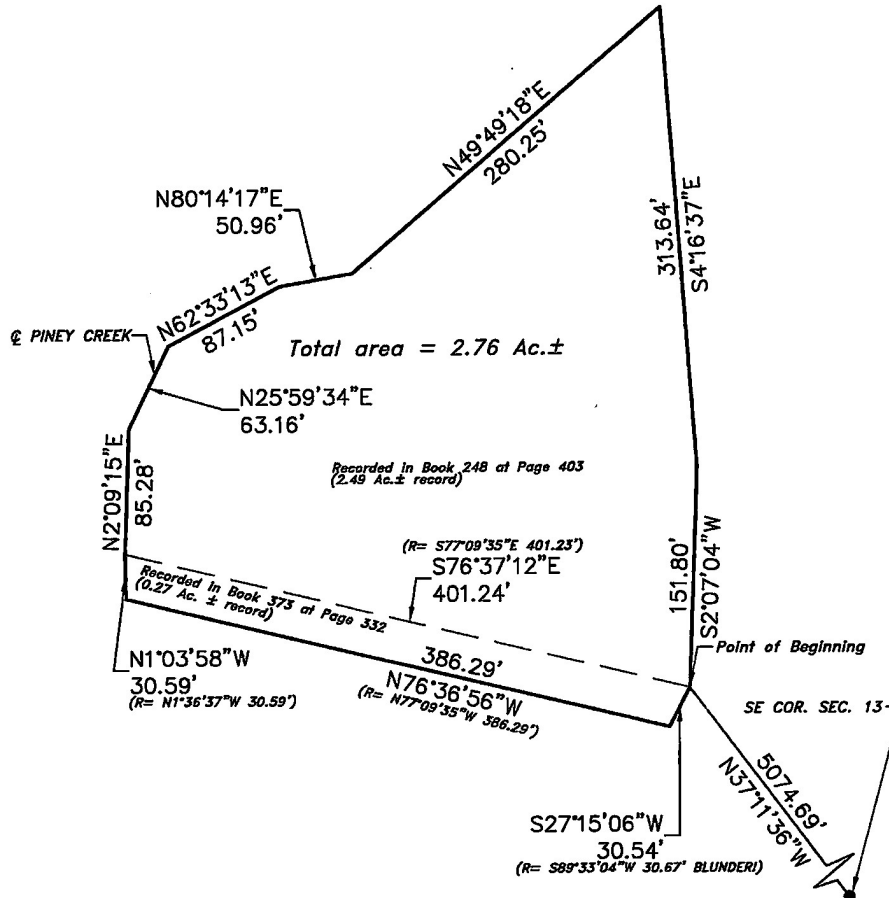 N49°49'18"E
280.25'
N80°14'17"E
50.96'
313.64'
S4°16'37"E
N62°33'13"E
87.15'
℄ PINEY CREEK
Total area = 2.76 Ac.±
N25°59'34"E
63.16'
N2°09'15"E
85.28'
Recorded in Book 248 at Page 403
(2.49 Ac.± record)
(R= S77°09'35"E 401.23')
S76°37'12"E
401.24'
151.80'
S2°07'04"W
Recorded in Book 373 at Page 332
(0.27 Ac. ± record)
Point of Beginning
N1°03'58"W
30.59'
(R= N1°36'37"W 30.59')
386.29'
N76°36'56"W
(R= N77°09'35"W 386.29')
SE COR. SEC. 13-
5074.69'
N37°11'36"W
S27°15'06"W
30.54'
(R= S89°33'04"W 30.67' BLUNDER!)